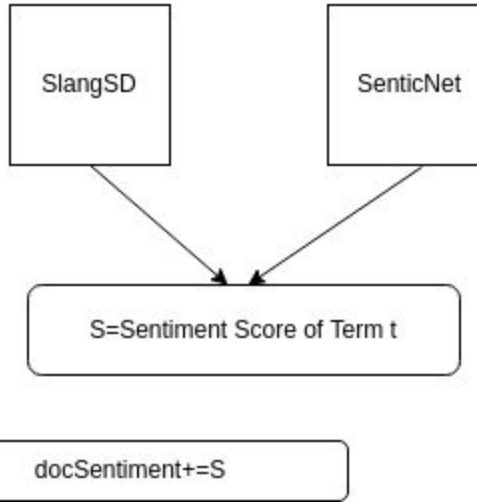 SlangSD
SenticNet
S=Sentiment Score of Term t
docSentiment+=S